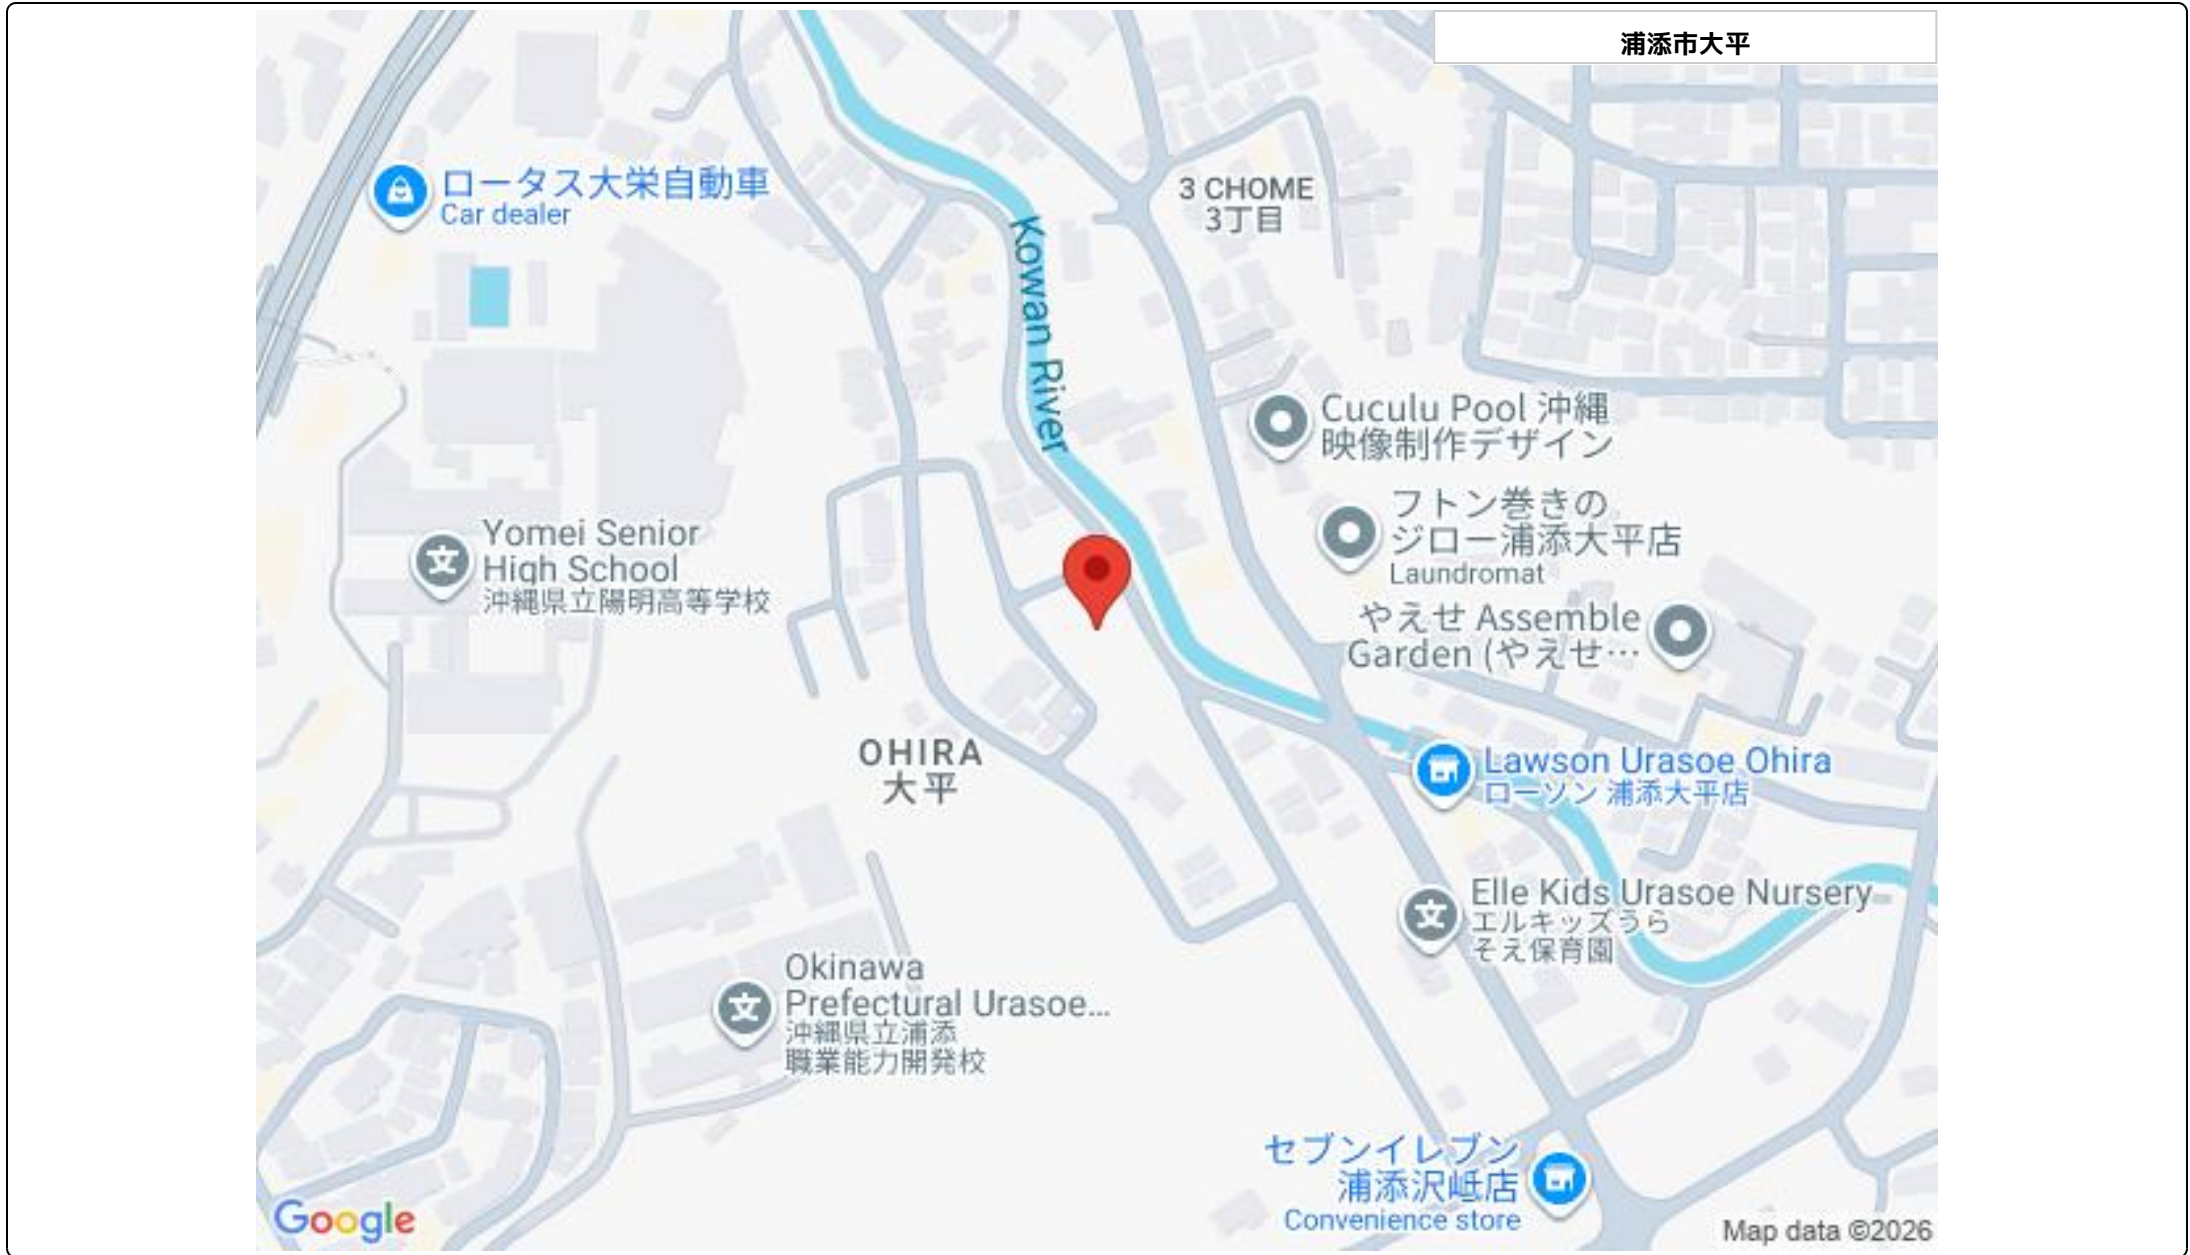 浦添市大平
ロータス大栄自動車
Car dealer
3 CHOME
3丁目
Kowan River
Cuculu Pool 沖縄
映像制作デザイン
フトン巻きの
ジロー浦添大平店
Laundromat
Yomei Senior
High School
沖縄県立陽明高等学校
やえせ Assemble
Garden (やえせ…
OHIRA
大平
Lawson Urasoe Ohira
ローソン 浦添大平店
Elle Kids Urasoe Nursery
エルキッズうら
そえ保育園
Okinawa
Prefectural Urasoe...
沖縄県立浦添
職業能力開発校
セブンイレブン
浦添沢岻店
Convenience store
Google
Map data ©2026